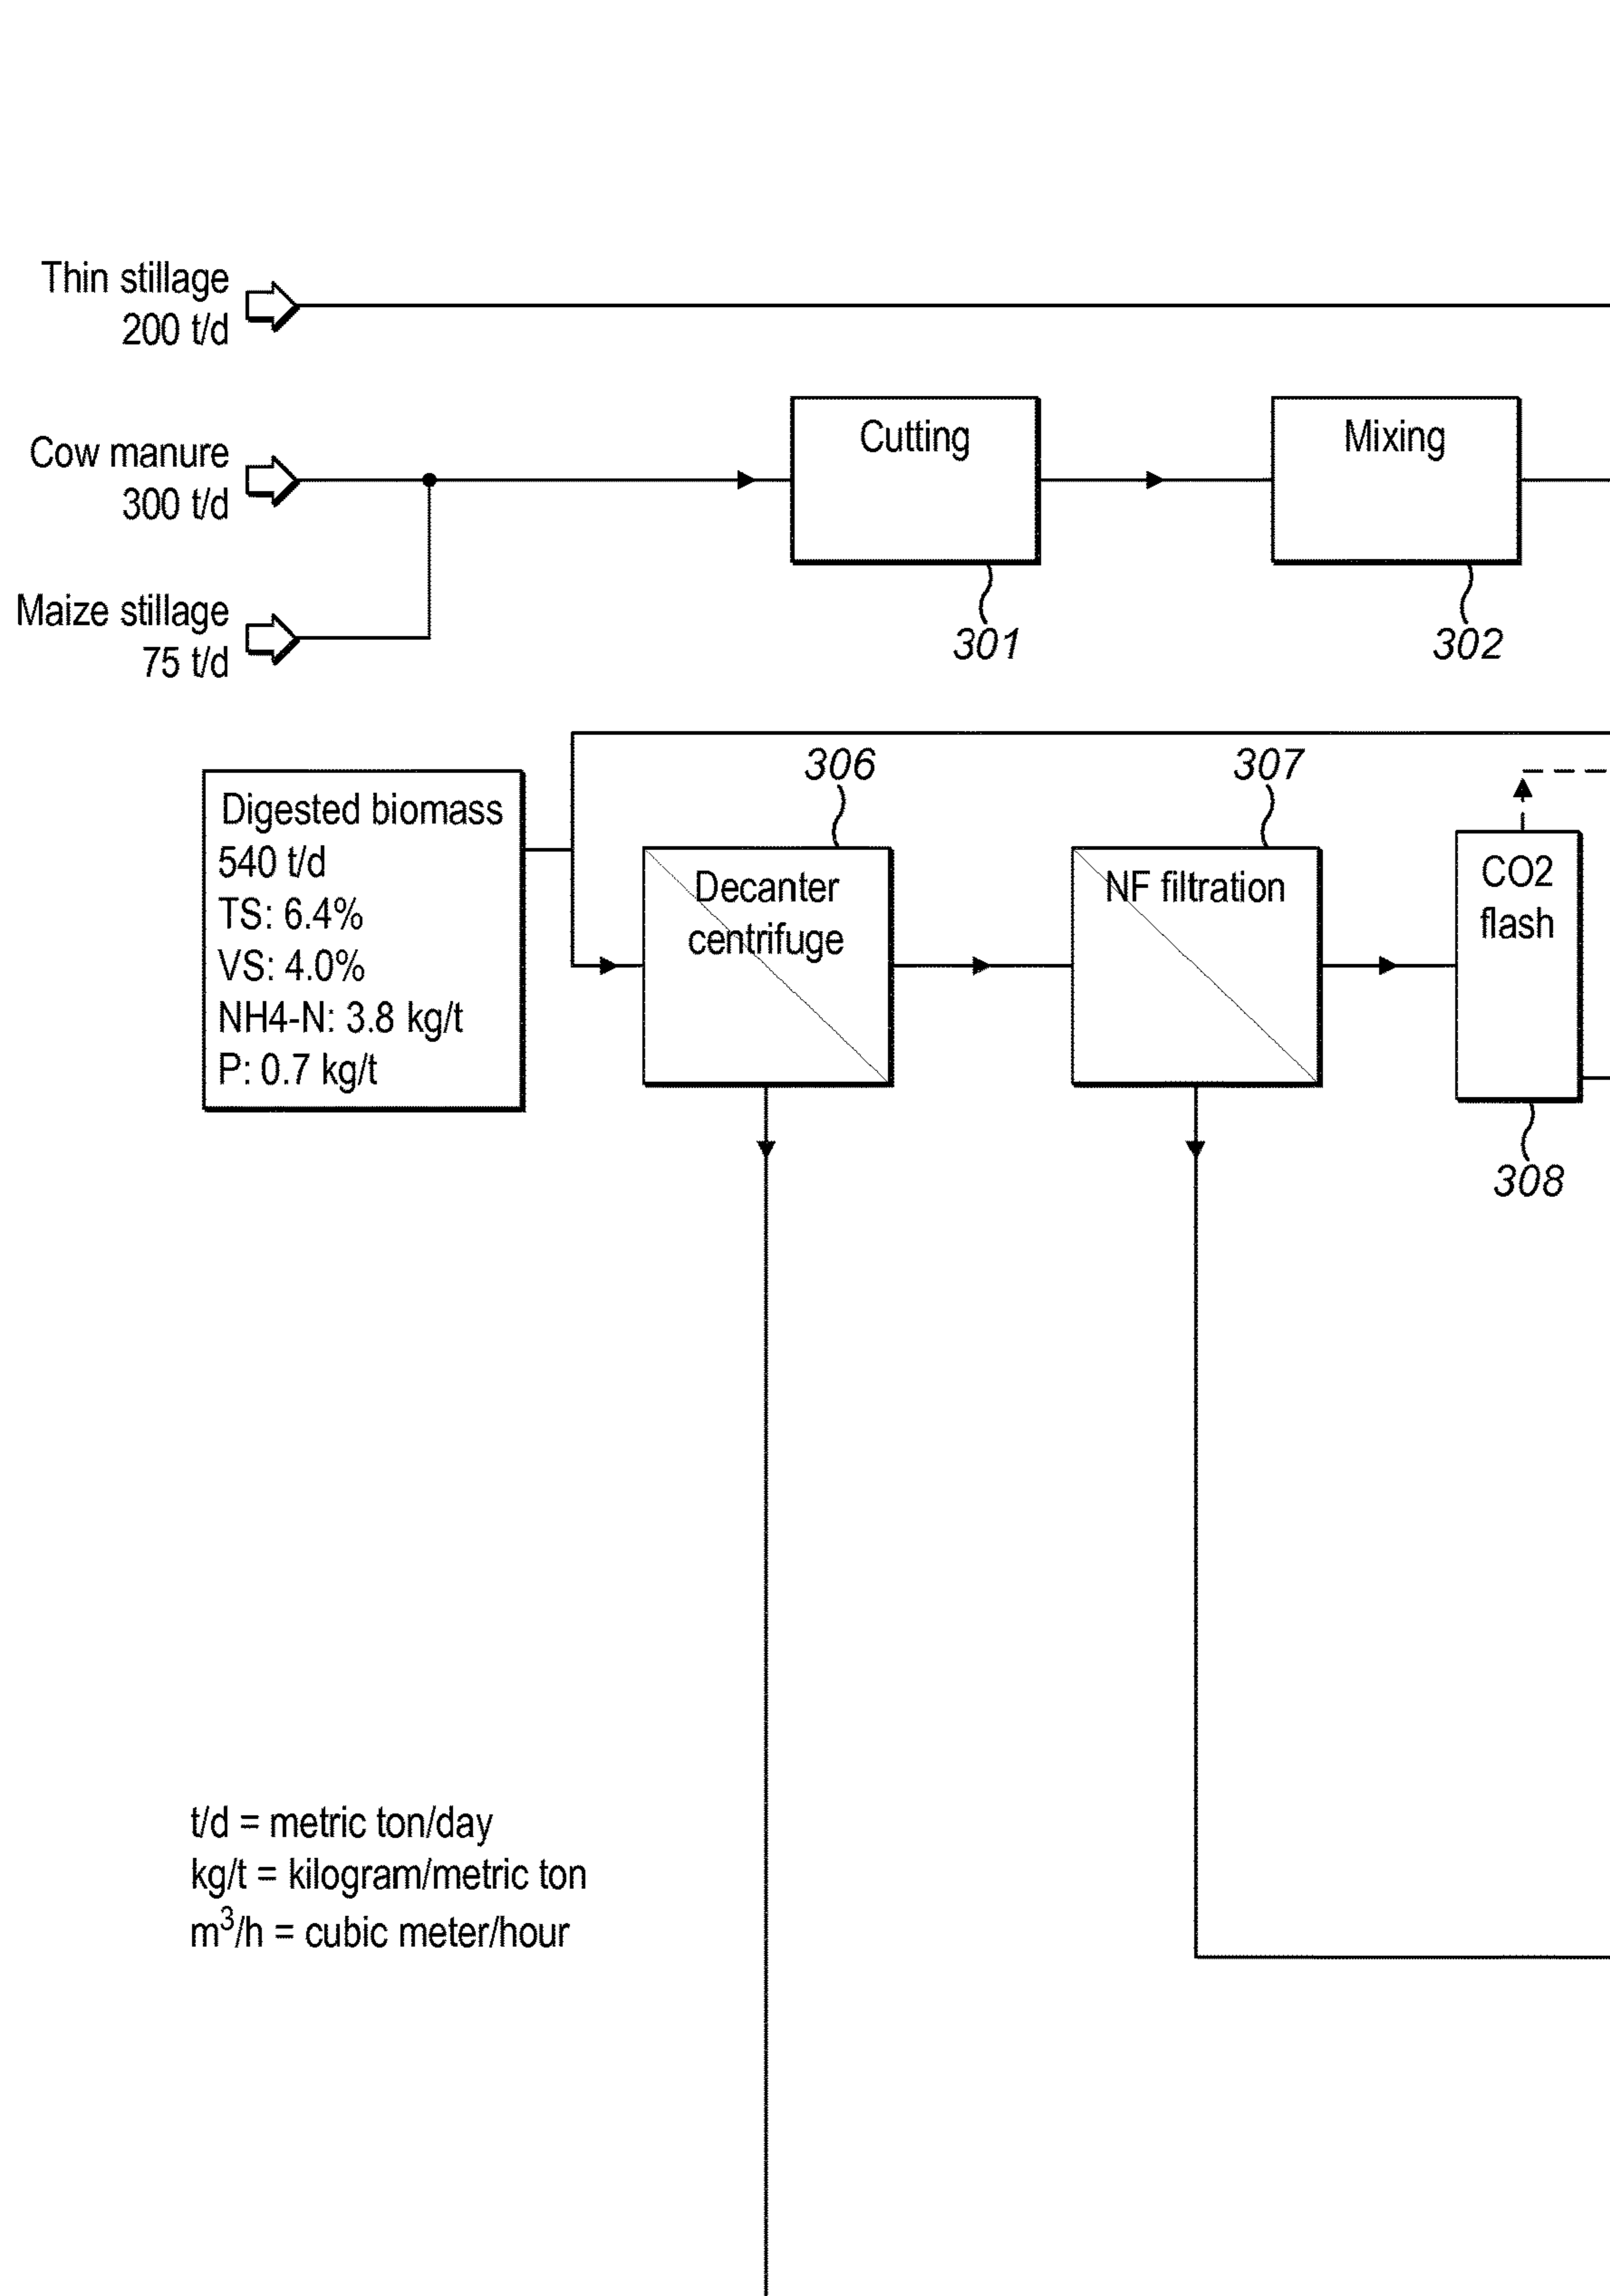 Thin stillage
200 t/d
Cow manure
300 t/d
Maize stillage
75 t/d
Cutting
301
Mixing
302
Digested biomass
540 t/d
TS: 6.4%
VS: 4.0%
NH4-N: 3.8 kg/t
P: 0.7 kg/t
306
Decanter
centrifuge
307
NF filtration
CO2
flash
308
t/d = metric ton/day
kg/t = kilogram/metric ton
m³/h = cubic meter/hour